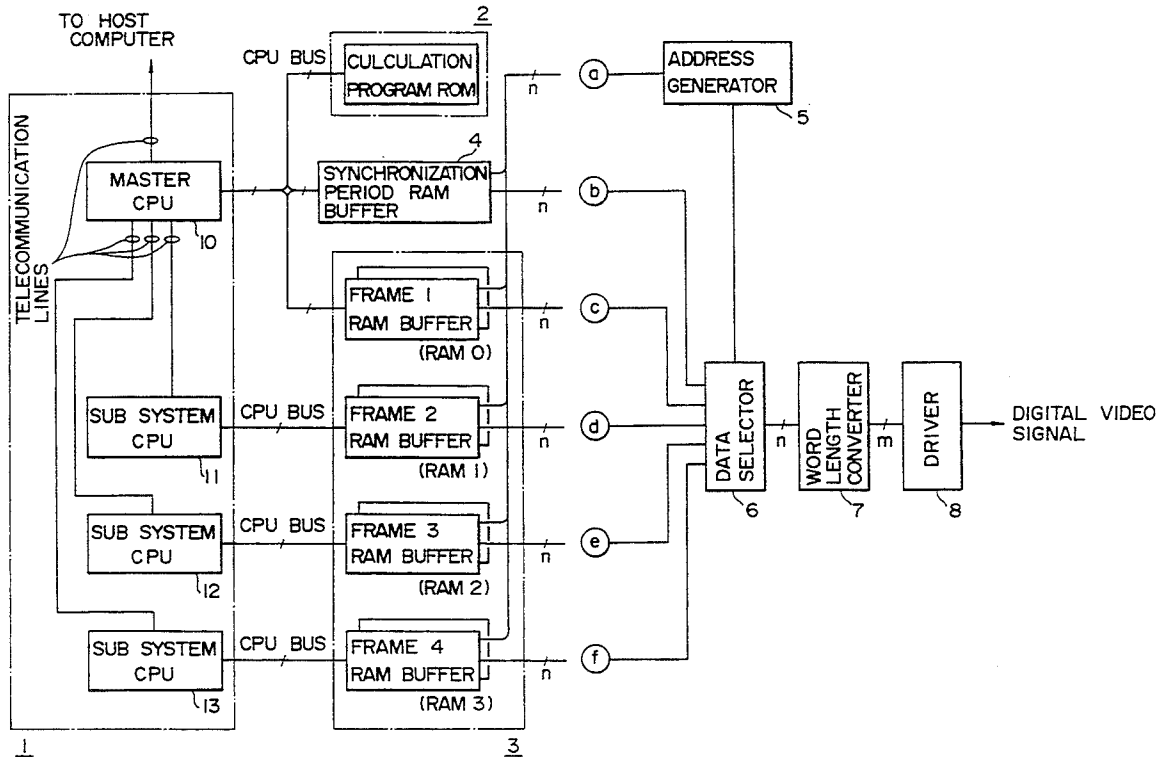 TO HOST
COMPUTER
2
CPU BUS
CULCULATION
PROGRAM ROM
n
a
ADDRESS
GENERATOR
5
TELECOMMUNICATION
LINES
MASTER
CPU
10
4
SYNCHRONIZATION
PERIOD RAM
BUFFER
n
b
FRAME 1
RAM BUFFER
(RAM 0)
n
c
SUB SYSTEM
CPU
11
CPU BUS
FRAME 2
RAM BUFFER
(RAM 1)
n
d
DATA
SELECTOR
6
n
WORD
LENGTH
CONVERTER
7
m
DRIVER
8
DIGITAL VIDEO
SIGNAL
SUB SYSTEM
CPU
12
CPU BUS
FRAME 3
RAM BUFFER
(RAM 2)
n
e
SUB SYSTEM
CPU
13
CPU BUS
FRAME 4
RAM BUFFER
(RAM 3)
n
f
1
3